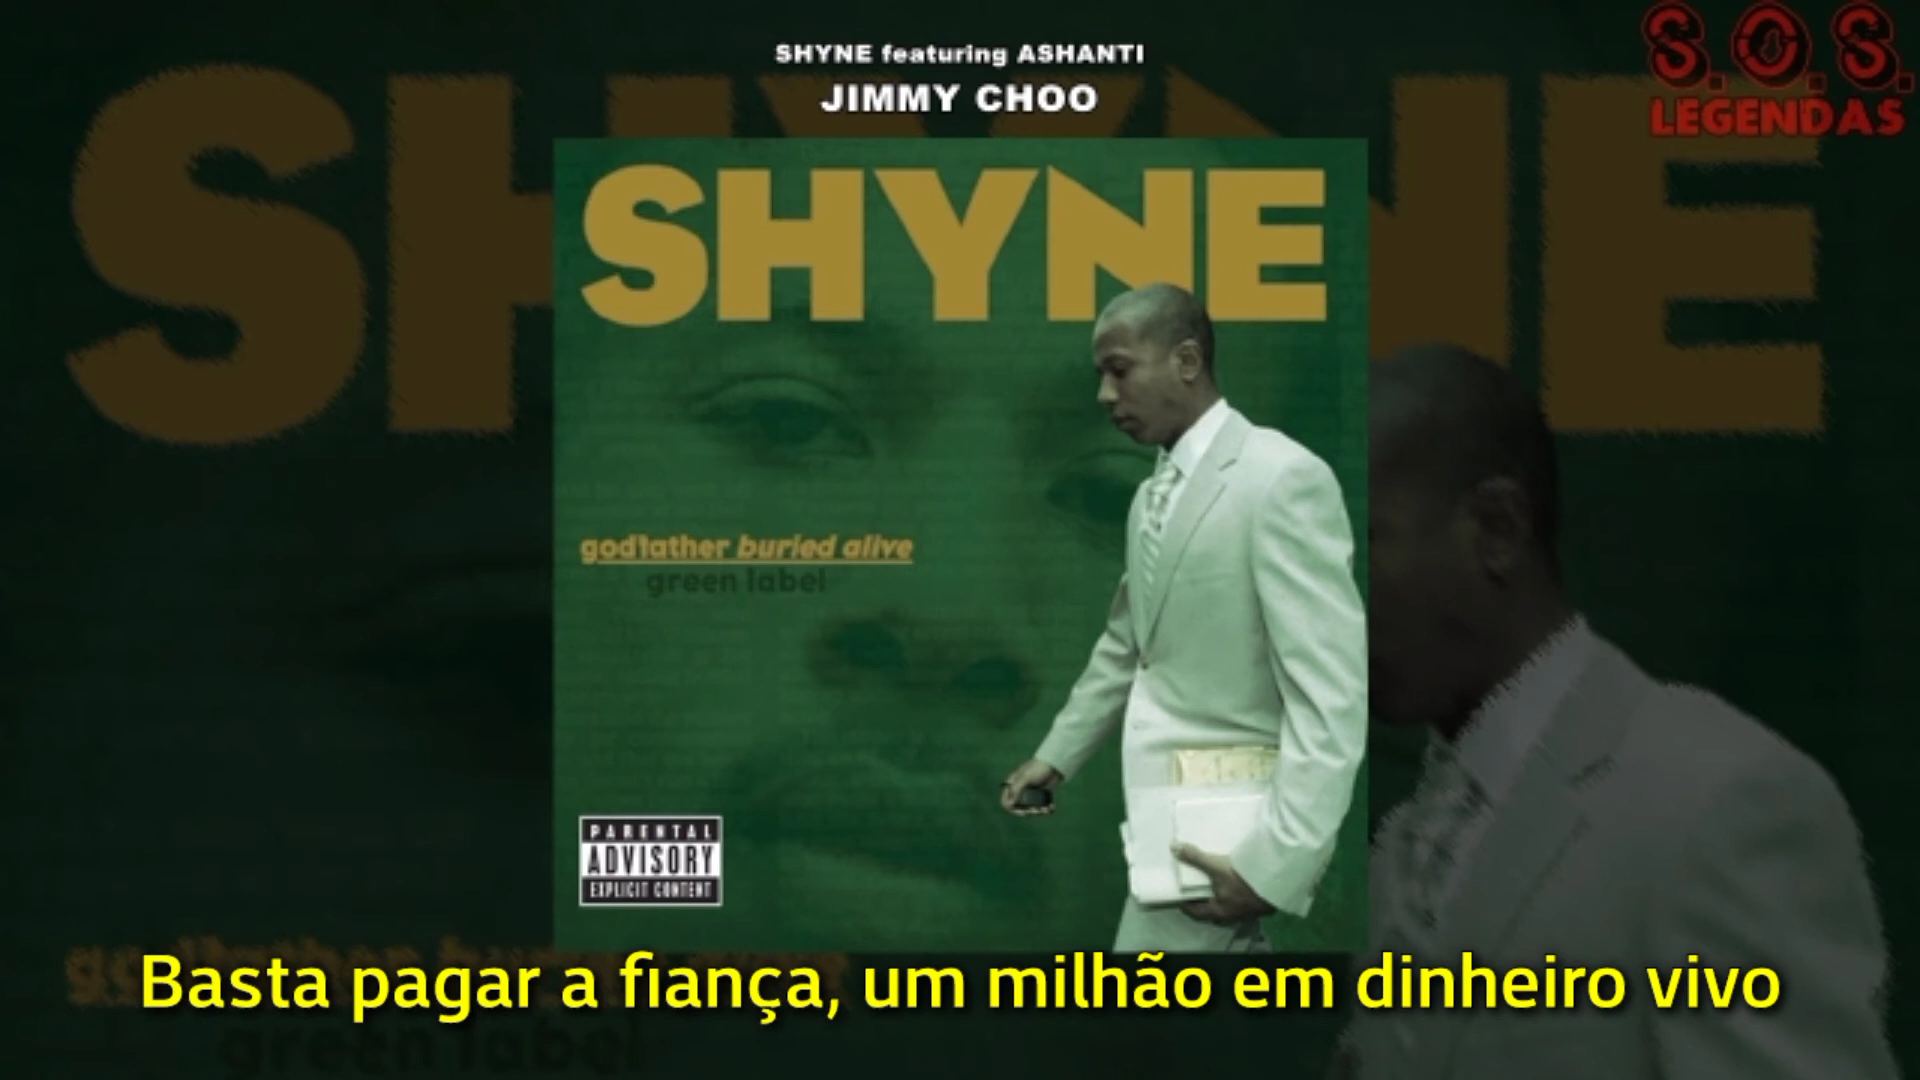 SHYNE featuring ASHANTI
JIMMY CHOO
S.O.S.
LEGENDAS
SHYNE
godfather buried alive
green label
PARENTAL
ADVISORY
EXPLICIT CONTENT
Basta pagar a fiança, um milhão em dinheiro vivo